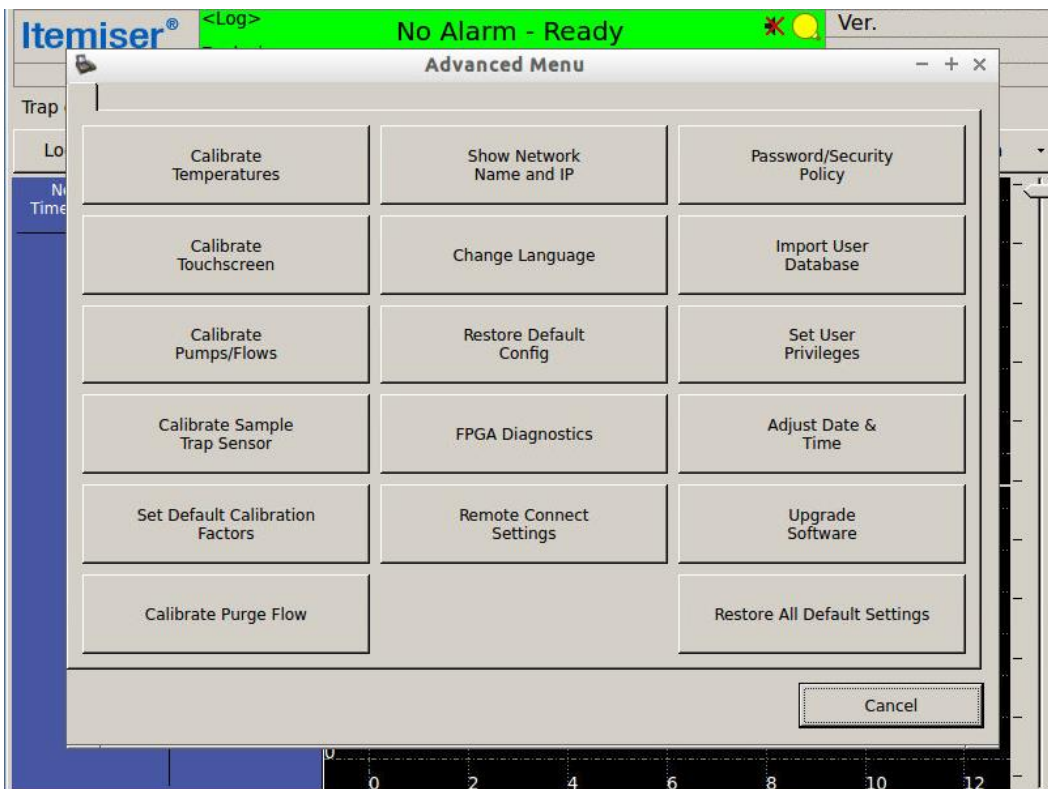 Itemiser®
<Log>
No Alarm - Ready
Ver.
Advanced Menu
Trap
Lo
Time
Calibrate
Temperatures
Show Network
Name and IP
Password/Security
Policy
Calibrate
Touchscreen
Change Language
Import User
Database
Calibrate
Pumps/Flows
Restore Default
Config
Set User
Privileges
Calibrate Sample
Trap Sensor
FPGA Diagnostics
Adjust Date &
Time
Set Default Calibration
Factors
Remote Connect
Settings
Upgrade
Software
Calibrate Purge Flow
Restore All Default Settings
Cancel
0
0 2 4 6 8 10 12